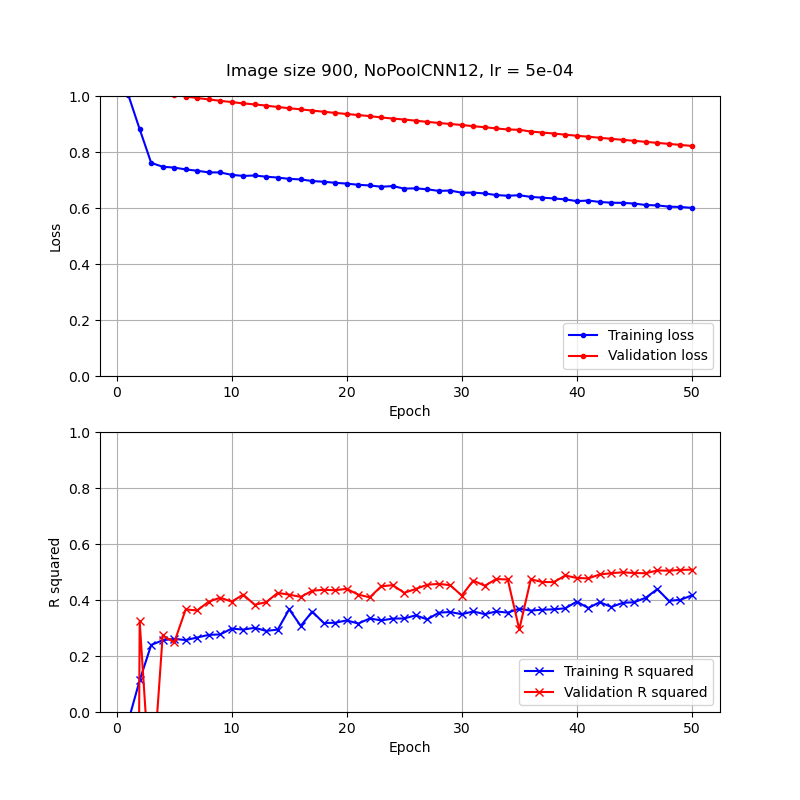 Image size 900, NoPoolCNN12, lr = 5e-04
1.0
0.8
0.6
0.4
0.2
0.0
Loss
Training loss
Validation loss
0 10 20 30 40 50
Epoch
1.0
0.8
0.6
0.4
0.2
0.0
R squared
Training R squared
Validation R squared
0 10 20 30 40 50
Epoch